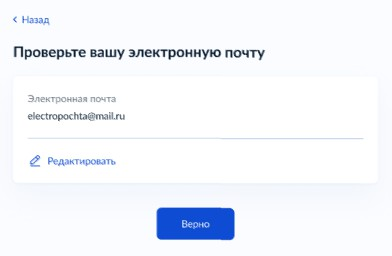 Назад
Проверьте вашу электронную почту
Электронная почта
electropochta@mail.ru
Редактировать
Верно